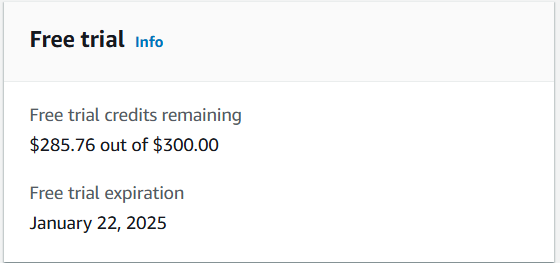 Free trial Info
Free trial credits remaining
$285.76 out of $300.00
Free trial expiration
January 22, 2025